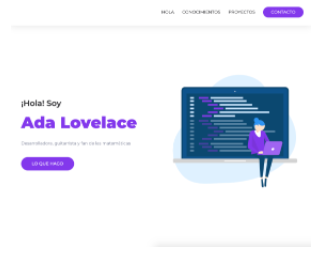 HOLA CONOCIMIENTOS PROYECTOS CONTACTO
¡Hola! Soy
Ada Lovelace
Desarrolladora, guitarrista y fan de las matemáticas
LO QUE HAGO